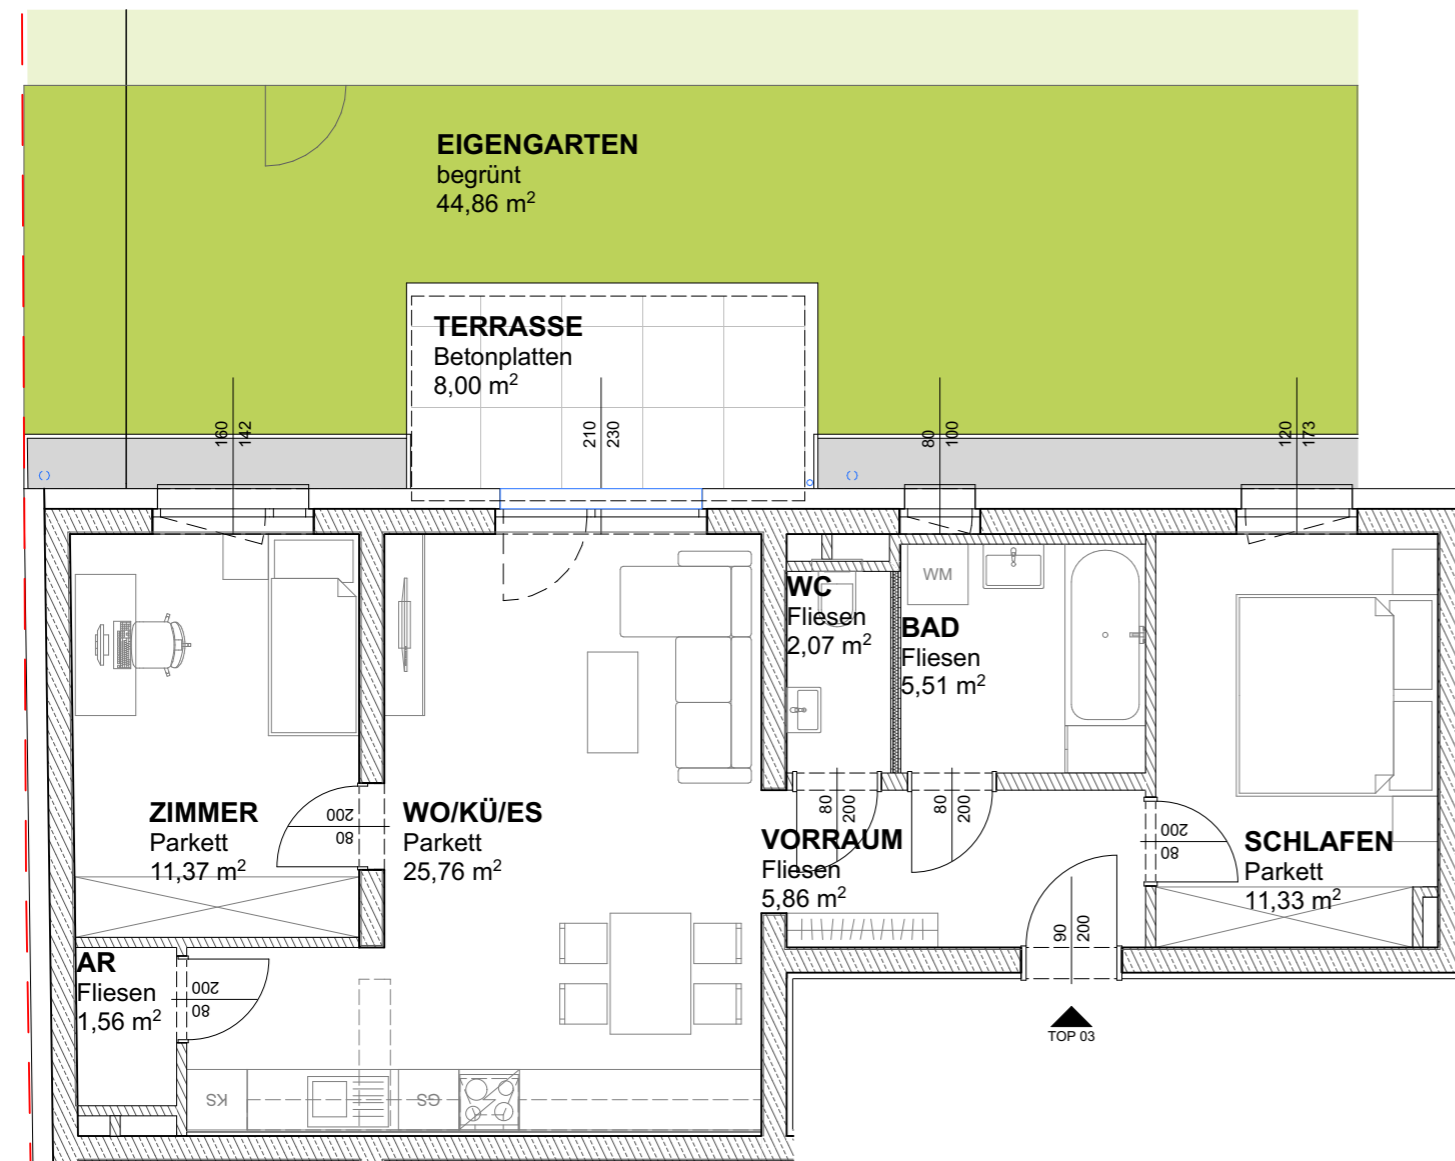 EIGENGARTEN
begrünt
44,86 m²
TERRASSE
Betonplatten
8,00 m²
160
142
210
230
80
100
120
173
WC
Fliesen
2,07 m²
WM
BAD
Fliesen
5,51 m²
ZIMMER
Parkett
11,37 m²
200
80
WO/KÜ/ES
Parkett
25,76 m²
80
200
80
200
VORRAUM
Fliesen
5,86 m²
200
80
SCHLAFEN
Parkett
11,33 m²
90
200
AR
Fliesen
1,56 m²
200
80
TOP 03
KS
GS